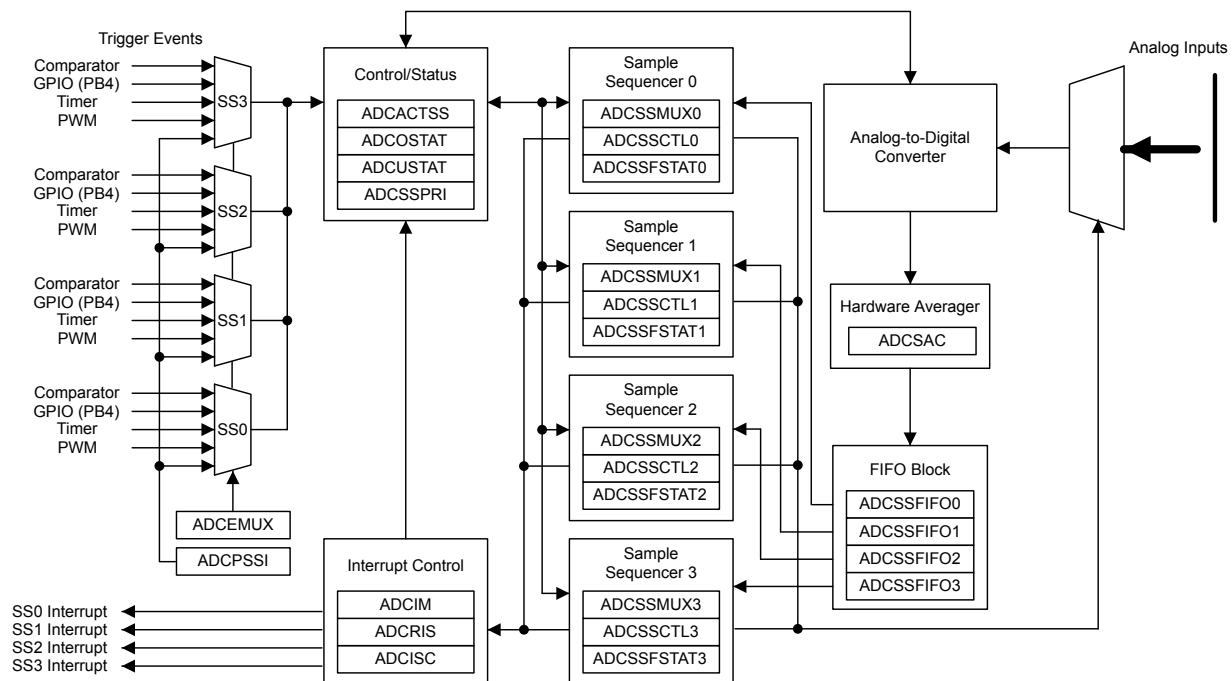 Trigger Events
Comparator
GPIO (PB4)
Timer
PWM
SS3
Comparator
GPIO (PB4)
Timer
PWM
SS2
Comparator
GPIO (PB4)
Timer
PWM
SS1
Comparator
GPIO (PB4)
Timer
PWM
SS0
ADCEMUX
ADCPSSI
SS0 Interrupt
SS1 Interrupt
SS2 Interrupt
SS3 Interrupt
Control/Status
ADCACTSS
ADCOSTAT
ADCUSTAT
ADCSSPRI
Interrupt Control
ADCIM
ADCRIS
ADCISC
Sample
Sequencer 0
ADCSSMUX0
ADCSSCTL0
ADCSSFSTAT0
Sample
Sequencer 1
ADCSSMUX1
ADCSSCTL1
ADCSSFSTAT1
Sample
Sequencer 2
ADCSSMUX2
ADCSSCTL2
ADCSSFSTAT2
Sample
Sequencer 3
ADCSSMUX3
ADCSSCTL3
ADCSSFSTAT3
Analog-to-Digital
Converter
Hardware Averager
ADCSAC
FIFO Block
ADCSSFIFO0
ADCSSFIFO1
ADCSSFIFO2
ADCSSFIFO3
Analog Inputs